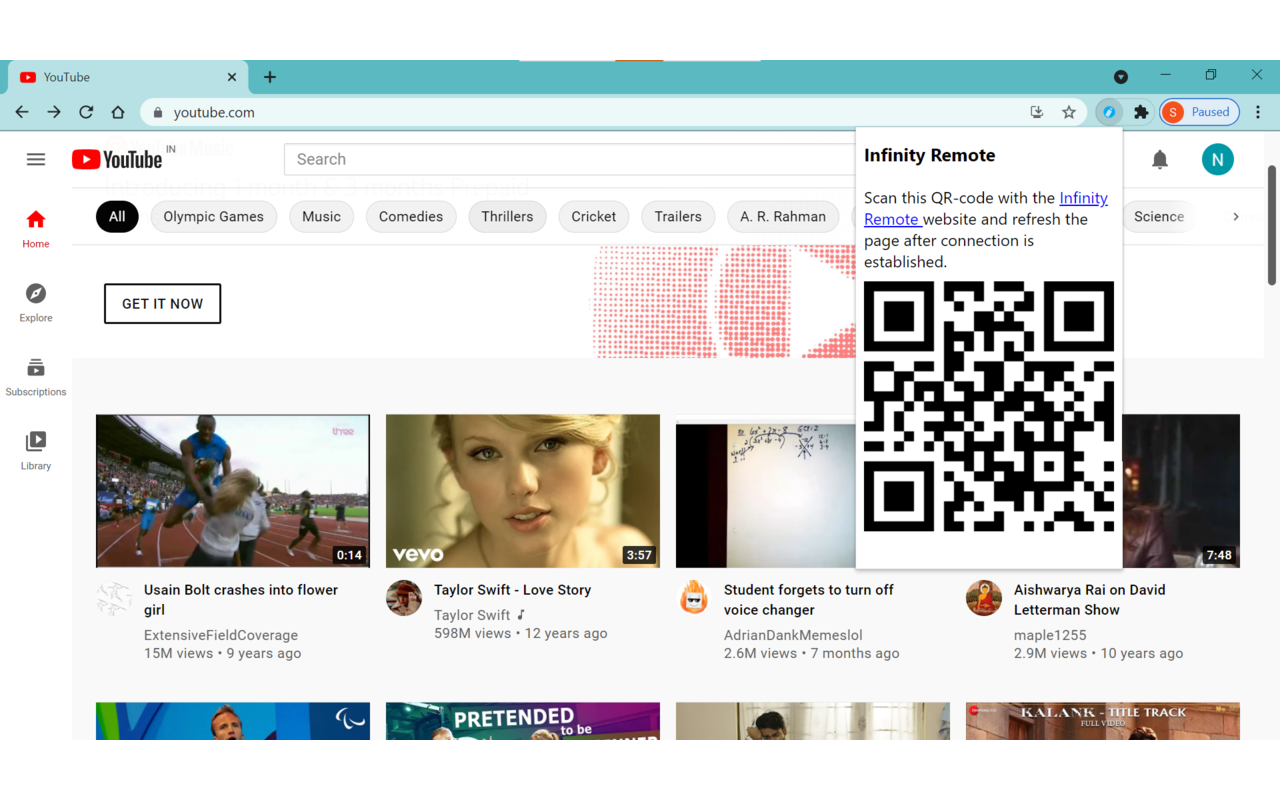 YouTube
youtube.com
S Paused
YouTube IN
Search
N
Infinity Remote
Scan this QR-code with the Infinity
Remote website and refresh the
page after connection is
established.
All Olympic Games Music Comedies Thrillers Cricket Trailers A. R. Rahman Science
Home
Explore
Subscriptions
Library
GET IT NOW
three
0:14
vevo
3:57
7:48
Usain Bolt crashes into flower
girl
ExtensiveFieldCoverage
15M views • 9 years ago
Taylor Swift - Love Story
Taylor Swift
598M views • 12 years ago
Student forgets to turn off
voice changer
AdrianDankMemeslol
2.6M views • 7 months ago
Aishwarya Rai on David
Letterman Show
maple1255
2.9M views • 10 years ago
PRETENDED
to be
KALANK - TITLE TRACK
FULL VIDEO